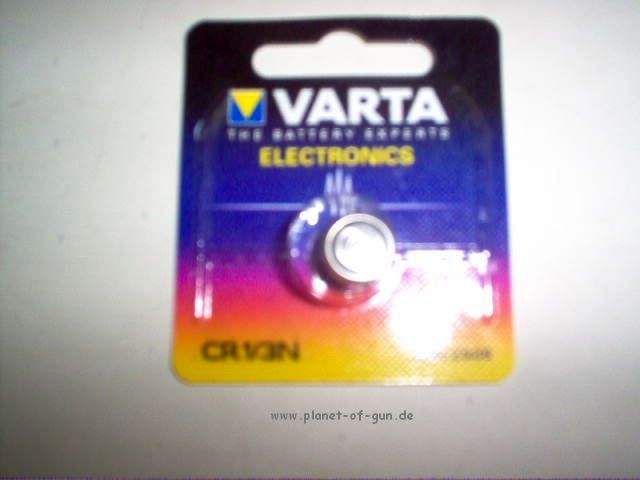 VARTA
THE BATTERY EXPERTS
ELECTRONICS
CR1/3N
www.planet-of-gun.de